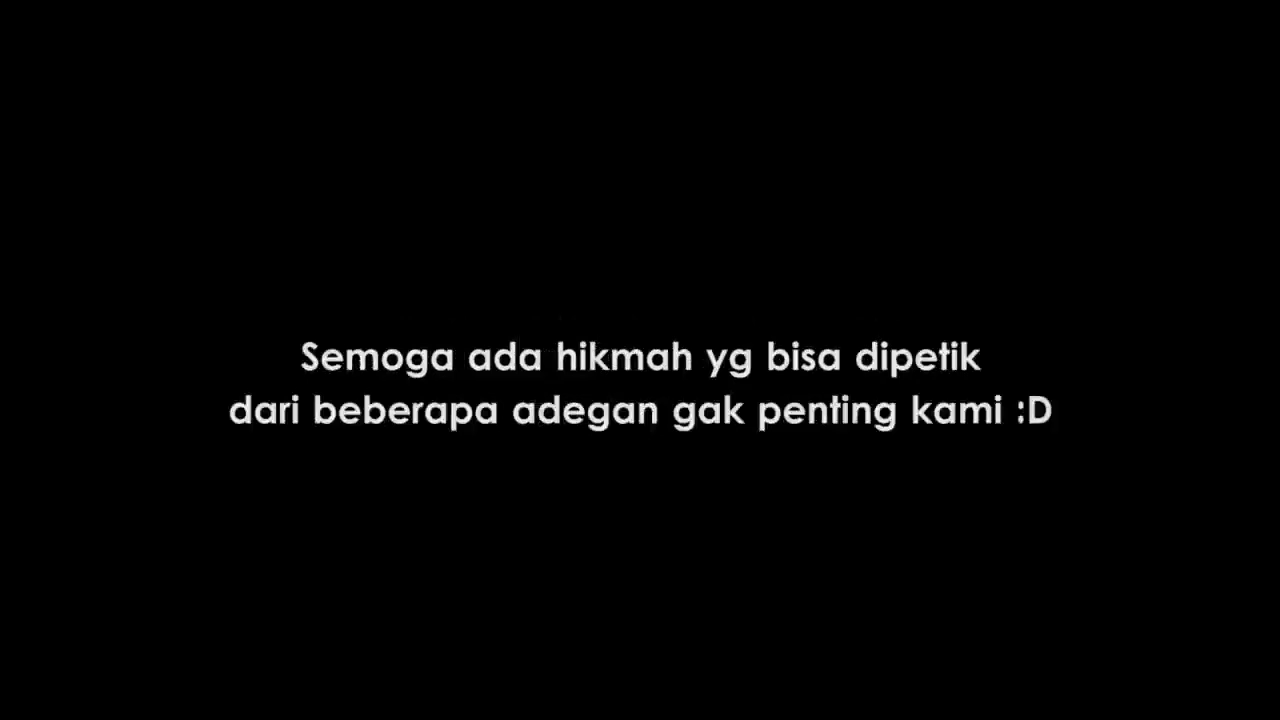 Semoga ada hikmah yg bisa dipetik
dari beberapa adegan gak penting kami :D